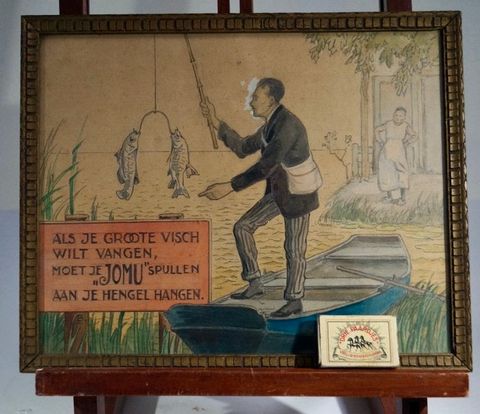 ALS JE GROOTE VISCH
WILT VANGEN,
MOET JE „JOMU” SPULLEN
AAN JE HENGEL HANGEN.